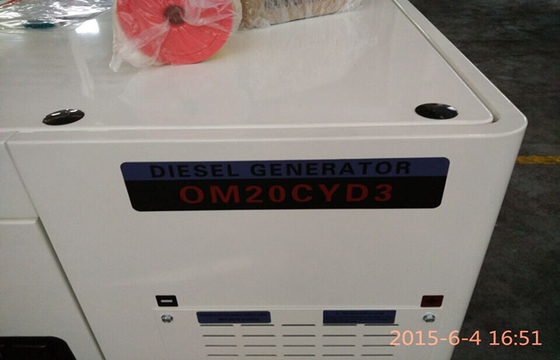 DIESEL GENERATOR
OM20CYD3
2015-6-4 16:51